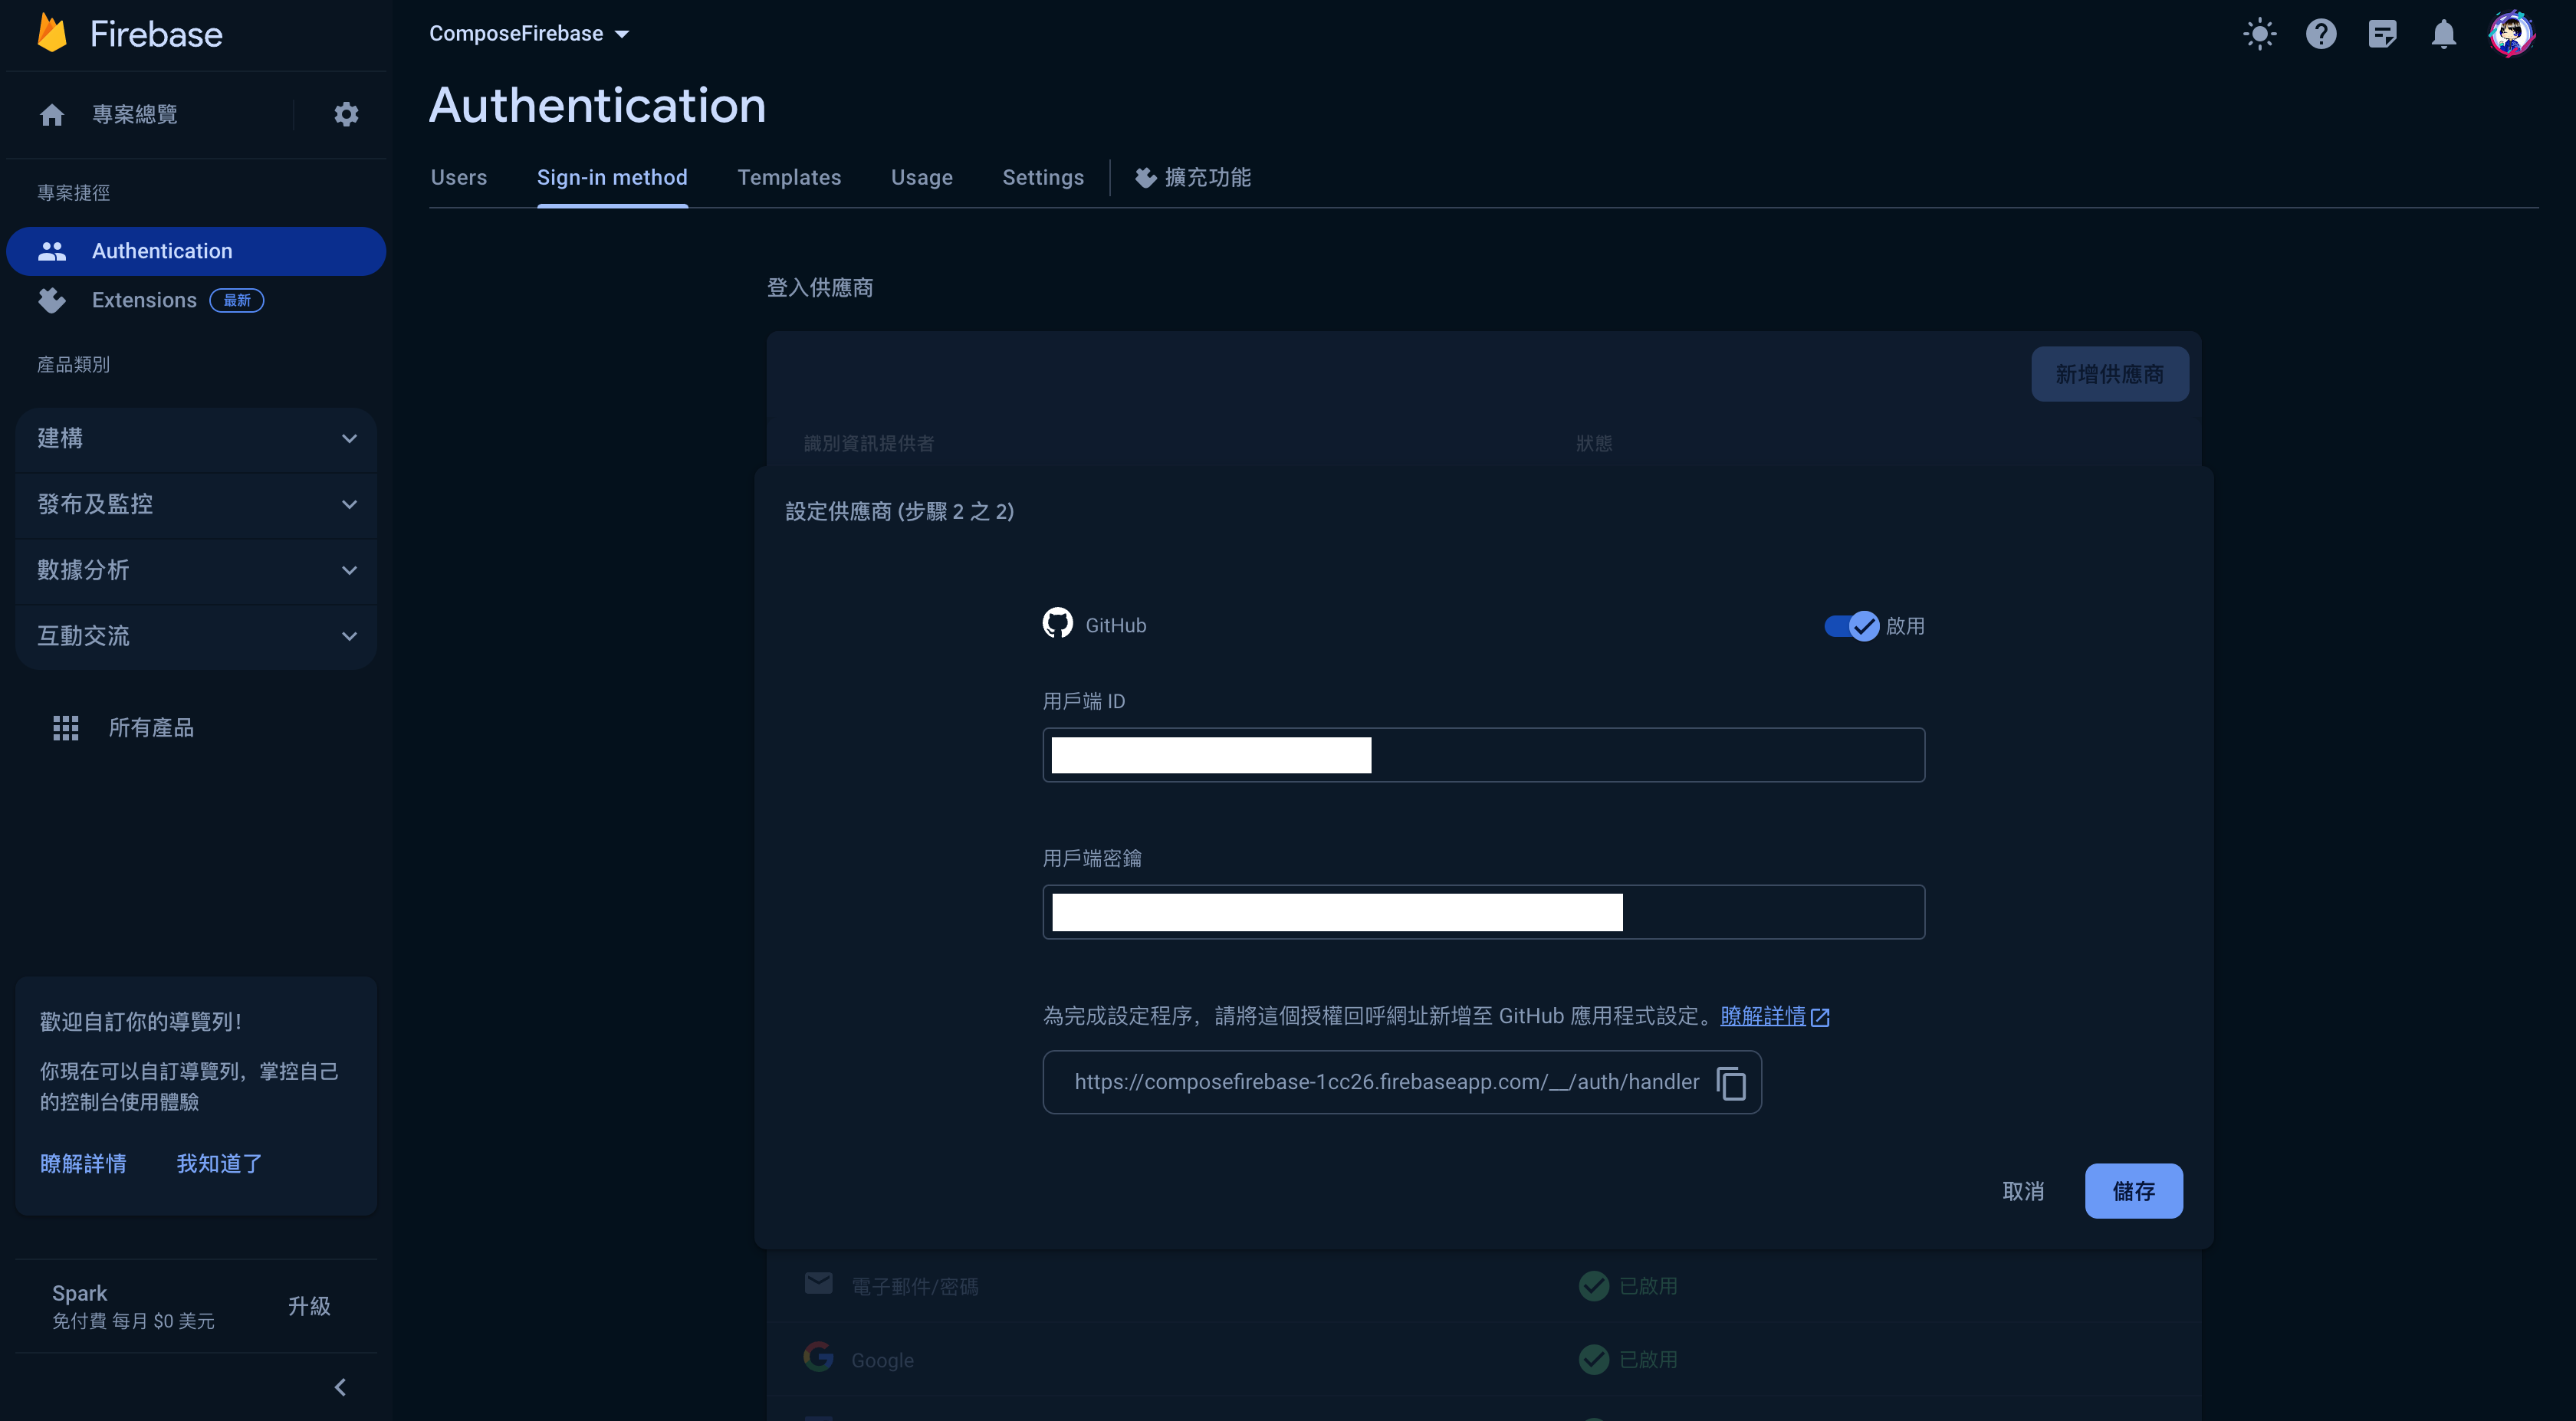 Firebase
專案總覽
專案捷徑
Authentication
Extensions 最新
產品類別
建構
發布及監控
數據分析
互動交流
所有產品
歡迎自訂你的導覽列!
你現在可以自訂導覽列，掌控自己
的控制台使用體驗
瞭解詳情 我知道了
Spark
免付費 每月 $0 美元
升級
ComposeFirebase
Authentication
Users Sign-in method Templates Usage Settings 擴充功能
登入供應商
新增供應商
識別資訊提供者 狀態
設定供應商 (步驟 2 之 2)
GitHub 啟用
用戶端 ID
用戶端密鑰
為完成設定程序，請將這個授權回呼網址新增至 GitHub 應用程式設定。瞭解詳情
https://composefirebase-1cc26.firebaseapp.com/__/auth/handler
取消 儲存
電子郵件/密碼 已啟用
Google 已啟用